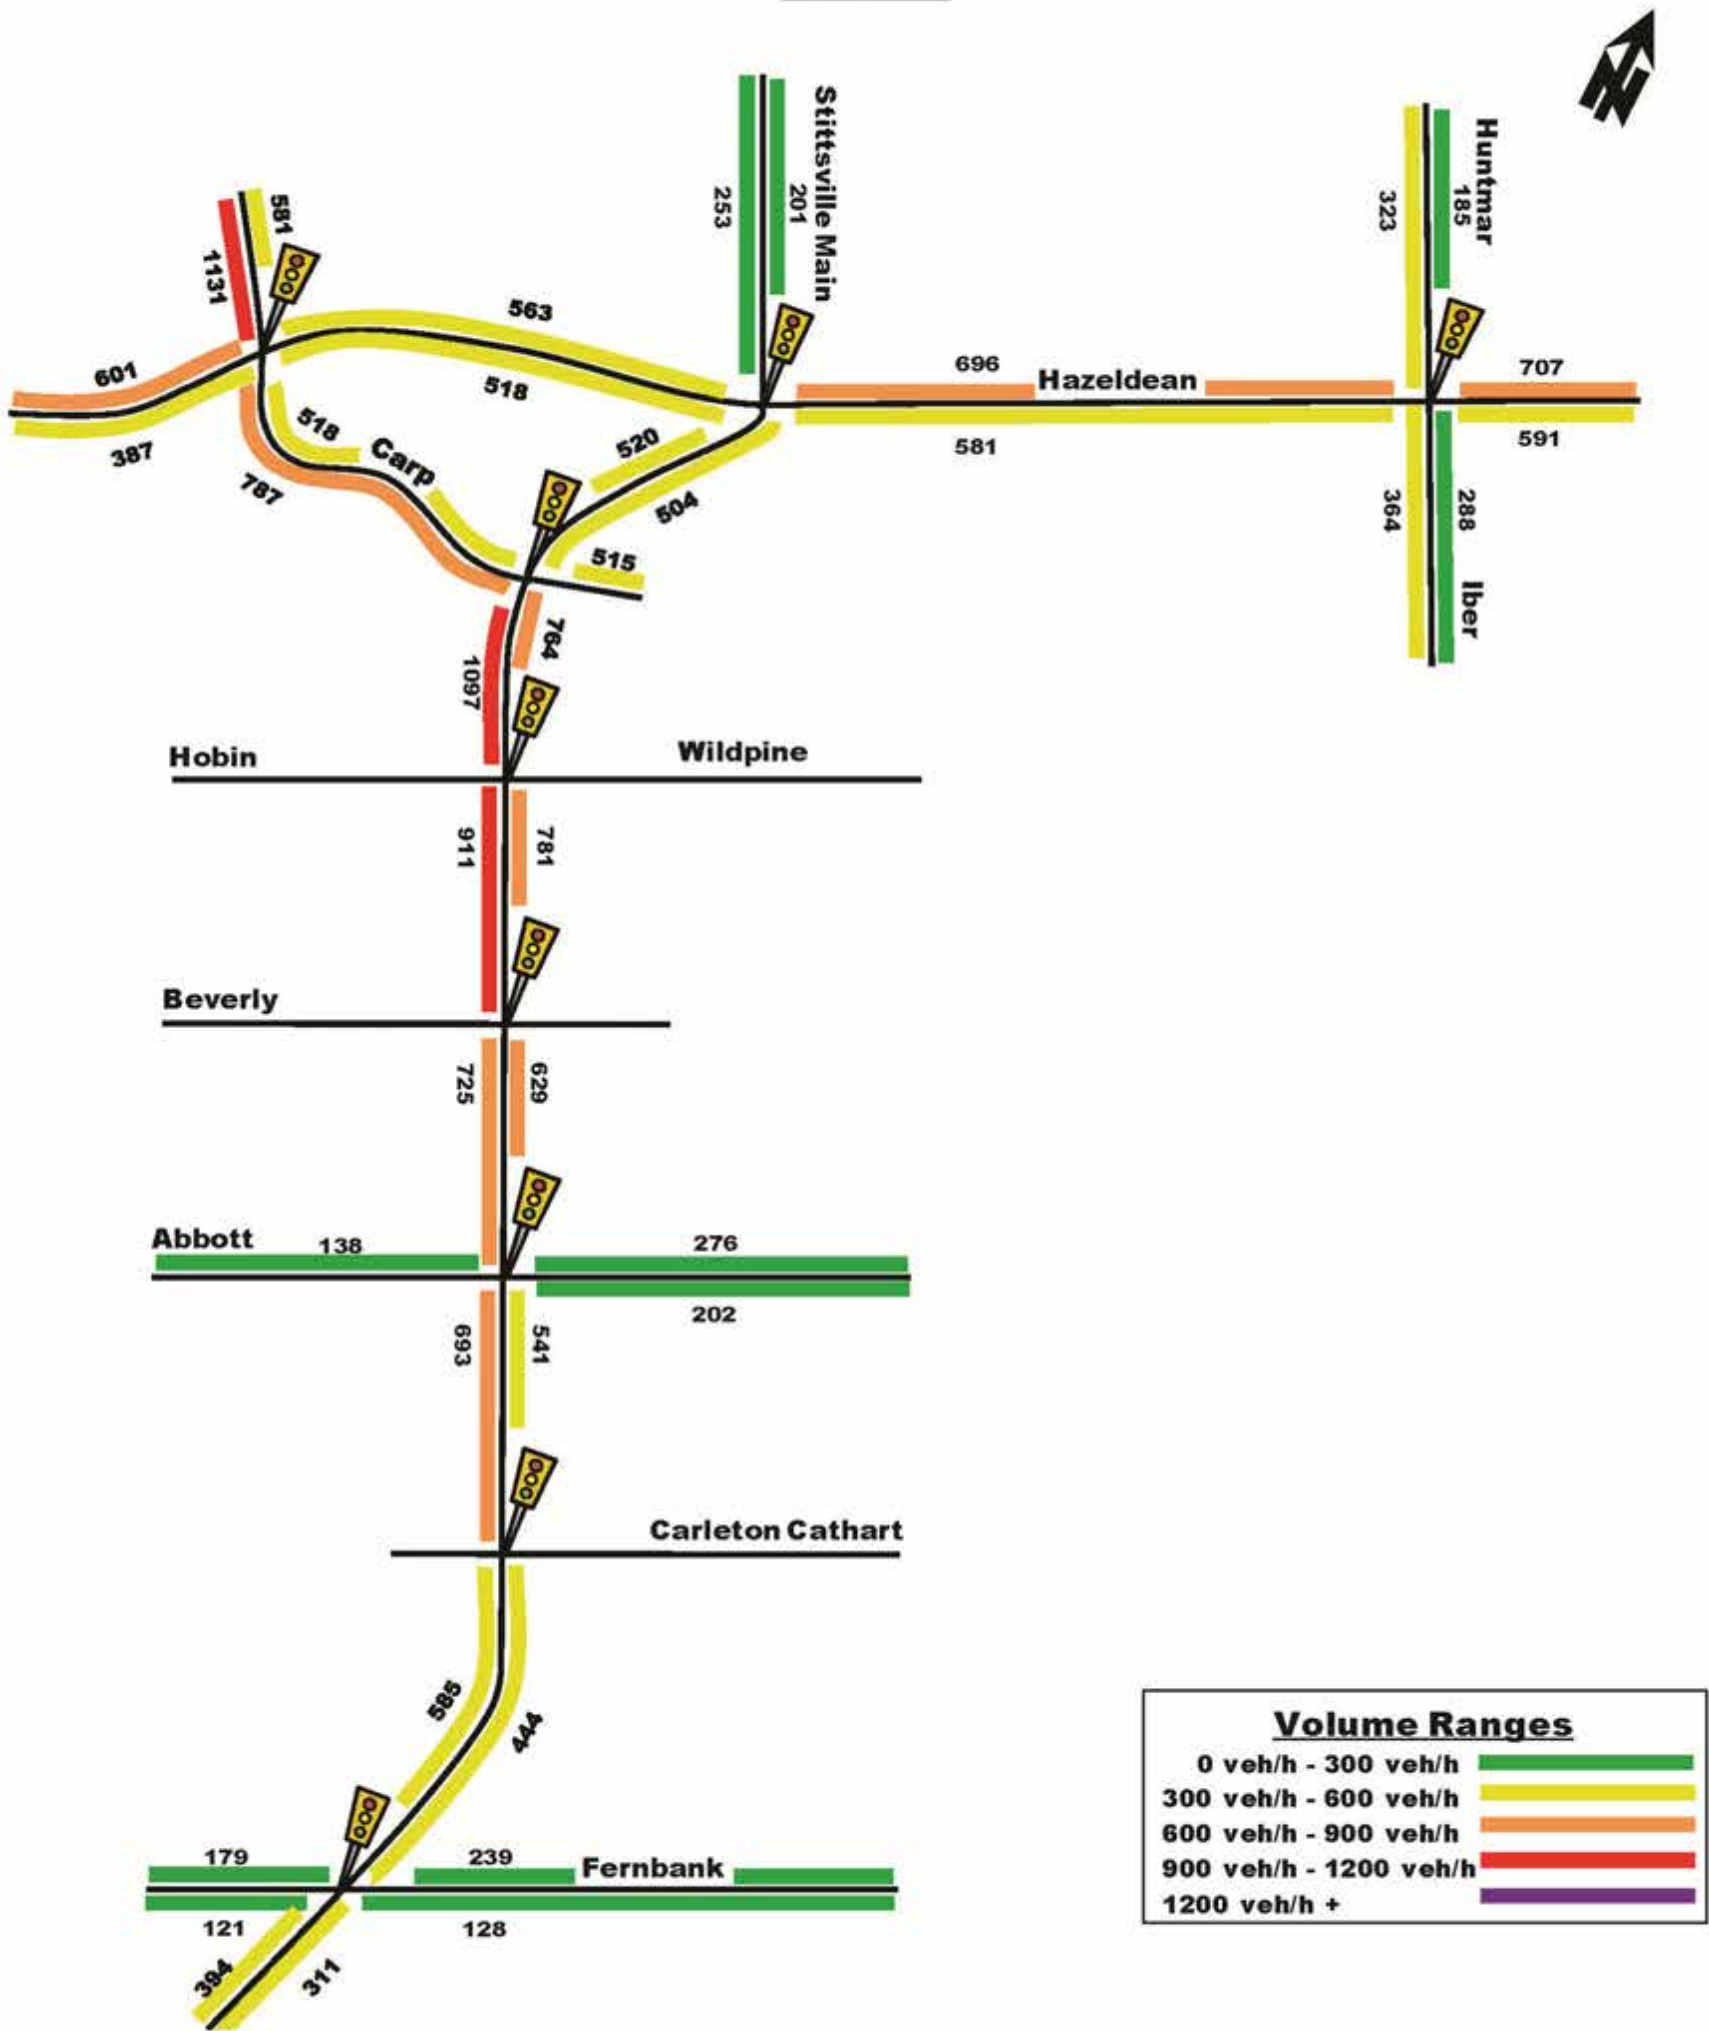 Stittsville Main
253
201
Huntmar
323
185
581
1131
563
601
518
696
Hazeldean
707
387
518
Carp
520
581
591
787
504
364
288
515
Iber
764
1097
Hobin
Wildpine
911
781
Beverly
725
629
Abbott
138
276
202
693
541
Carleton Cathart
585
444
179
239
Fernbank
121
128
394
311
Volume Ranges
0 veh/h - 300 veh/h
300 veh/h - 600 veh/h
600 veh/h - 900 veh/h
900 veh/h - 1200 veh/h
1200 veh/h +